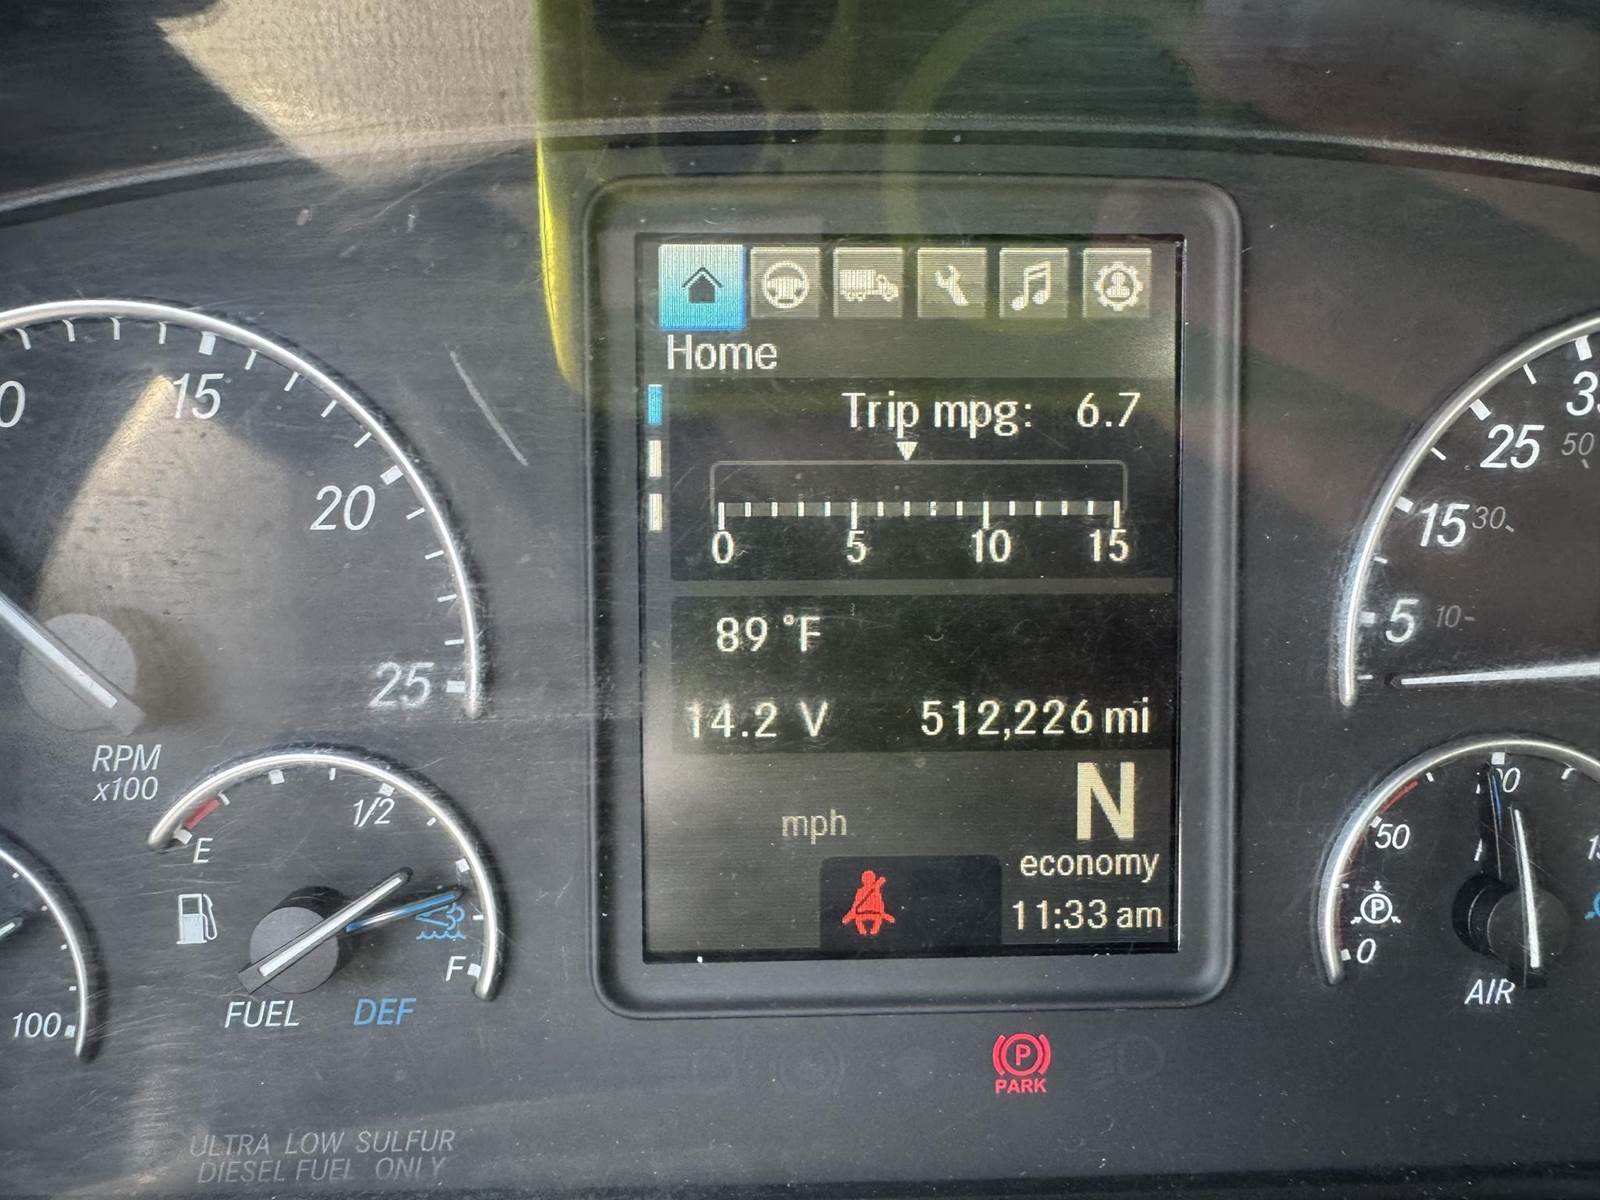 Home
Trip mpg: 6.7
0 5 10 15
89 °F
14.2 V 512,226 mi
N
mph
economy
11:33 am
15
20
25
RPM
x100
1/2
E
F
FUEL DEF
100
25 50
15 30
5 10
50
P
0
AIR
P
PARK
ULTRA LOW SULFUR
DIESEL FUEL ONLY